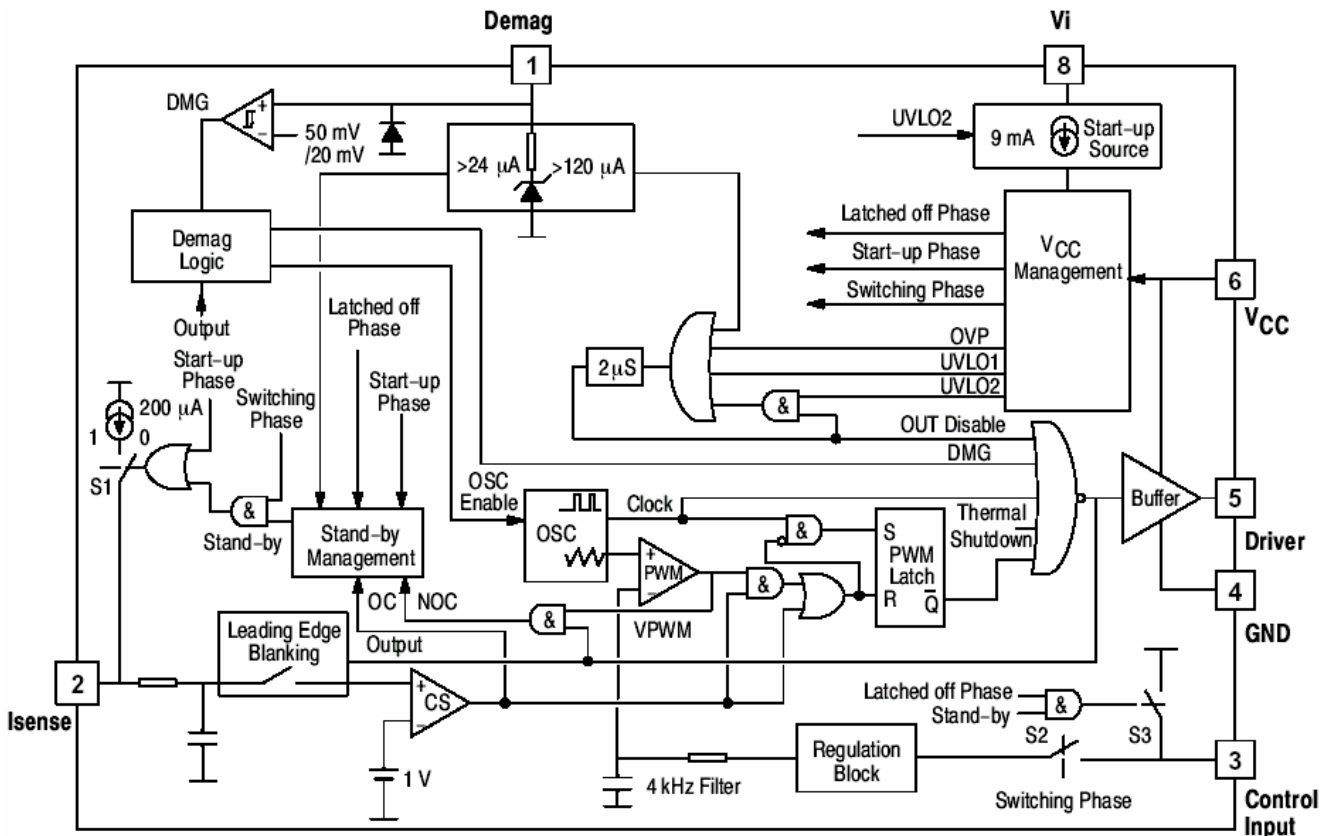 Demag
Vi
1
8
DMG
+
−
50 mV
/20 mV
>24 µA
>120 µA
UVLO2
9 mA
Start−up
Source
Demag
Logic
Latched off Phase
Start−up Phase
Switching Phase
VCC
Management
6
VCC
Output
Latched off
Phase
Start−up
Phase
Switching
Phase
Start−up
Phase
200 µA
1
0
S1
2 µS
OVP
UVLO1
UVLO2
&
OUT Disable
DMG
OSC
Enable
Clock
OSC
&
&
Stand−by
Stand−by
Management
+
PWM
−
&
S
PWM
Latch
R
Q
Thermal
Shutdown
Buffer
5
Driver
4
GND
OC
NOC
&
VPWM
Leading Edge
Blanking
Output
2
Isense
+
CS
−
1 V
Latched off Phase
Stand−by
&
S2
S3
4 kHz Filter
Regulation
Block
Switching Phase
3
Control
Input